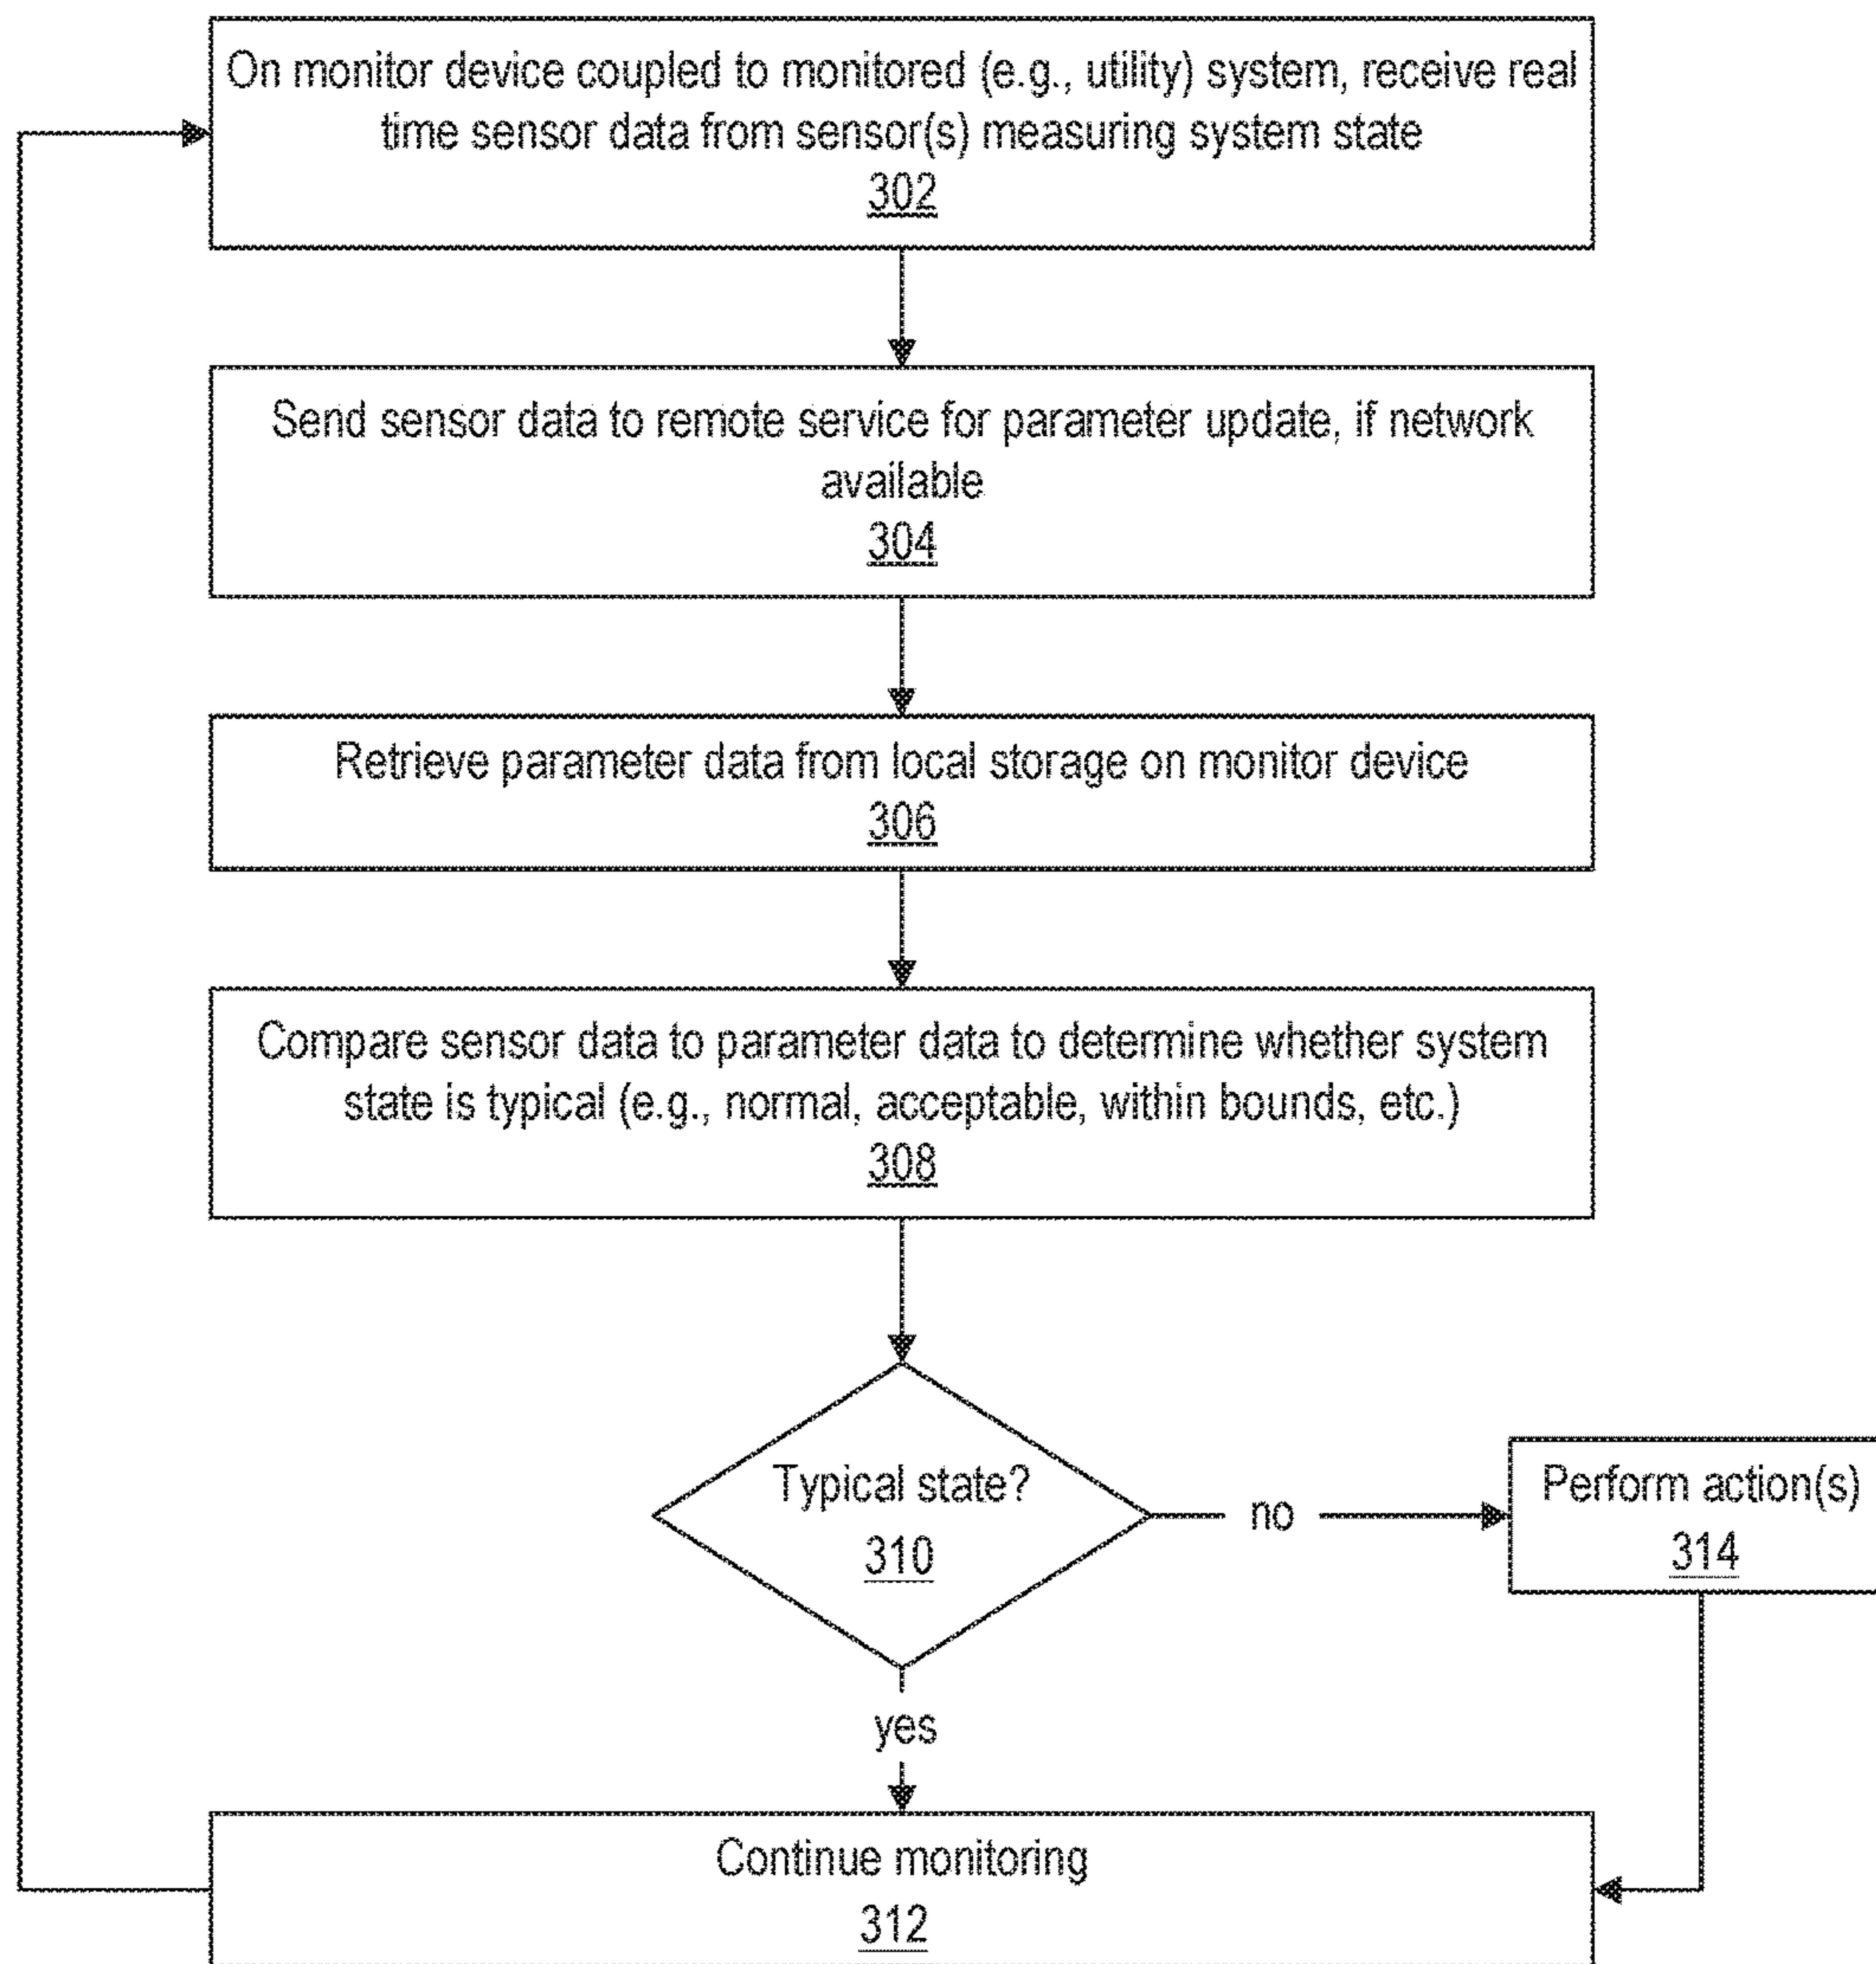 On monitor device coupled to monitored (e.g., utility) system, receive real
time sensor data from sensor(s) measuring system state
302
Send sensor data to remote service for parameter update, if network
available
304
Retrieve parameter data from local storage on monitor device
306
Compare sensor data to parameter data to determine whether system
state is typical (e.g., normal, acceptable, within bounds, etc.)
308
Typical state?
310
no
Perform action(s)
314
yes
Continue monitoring
312